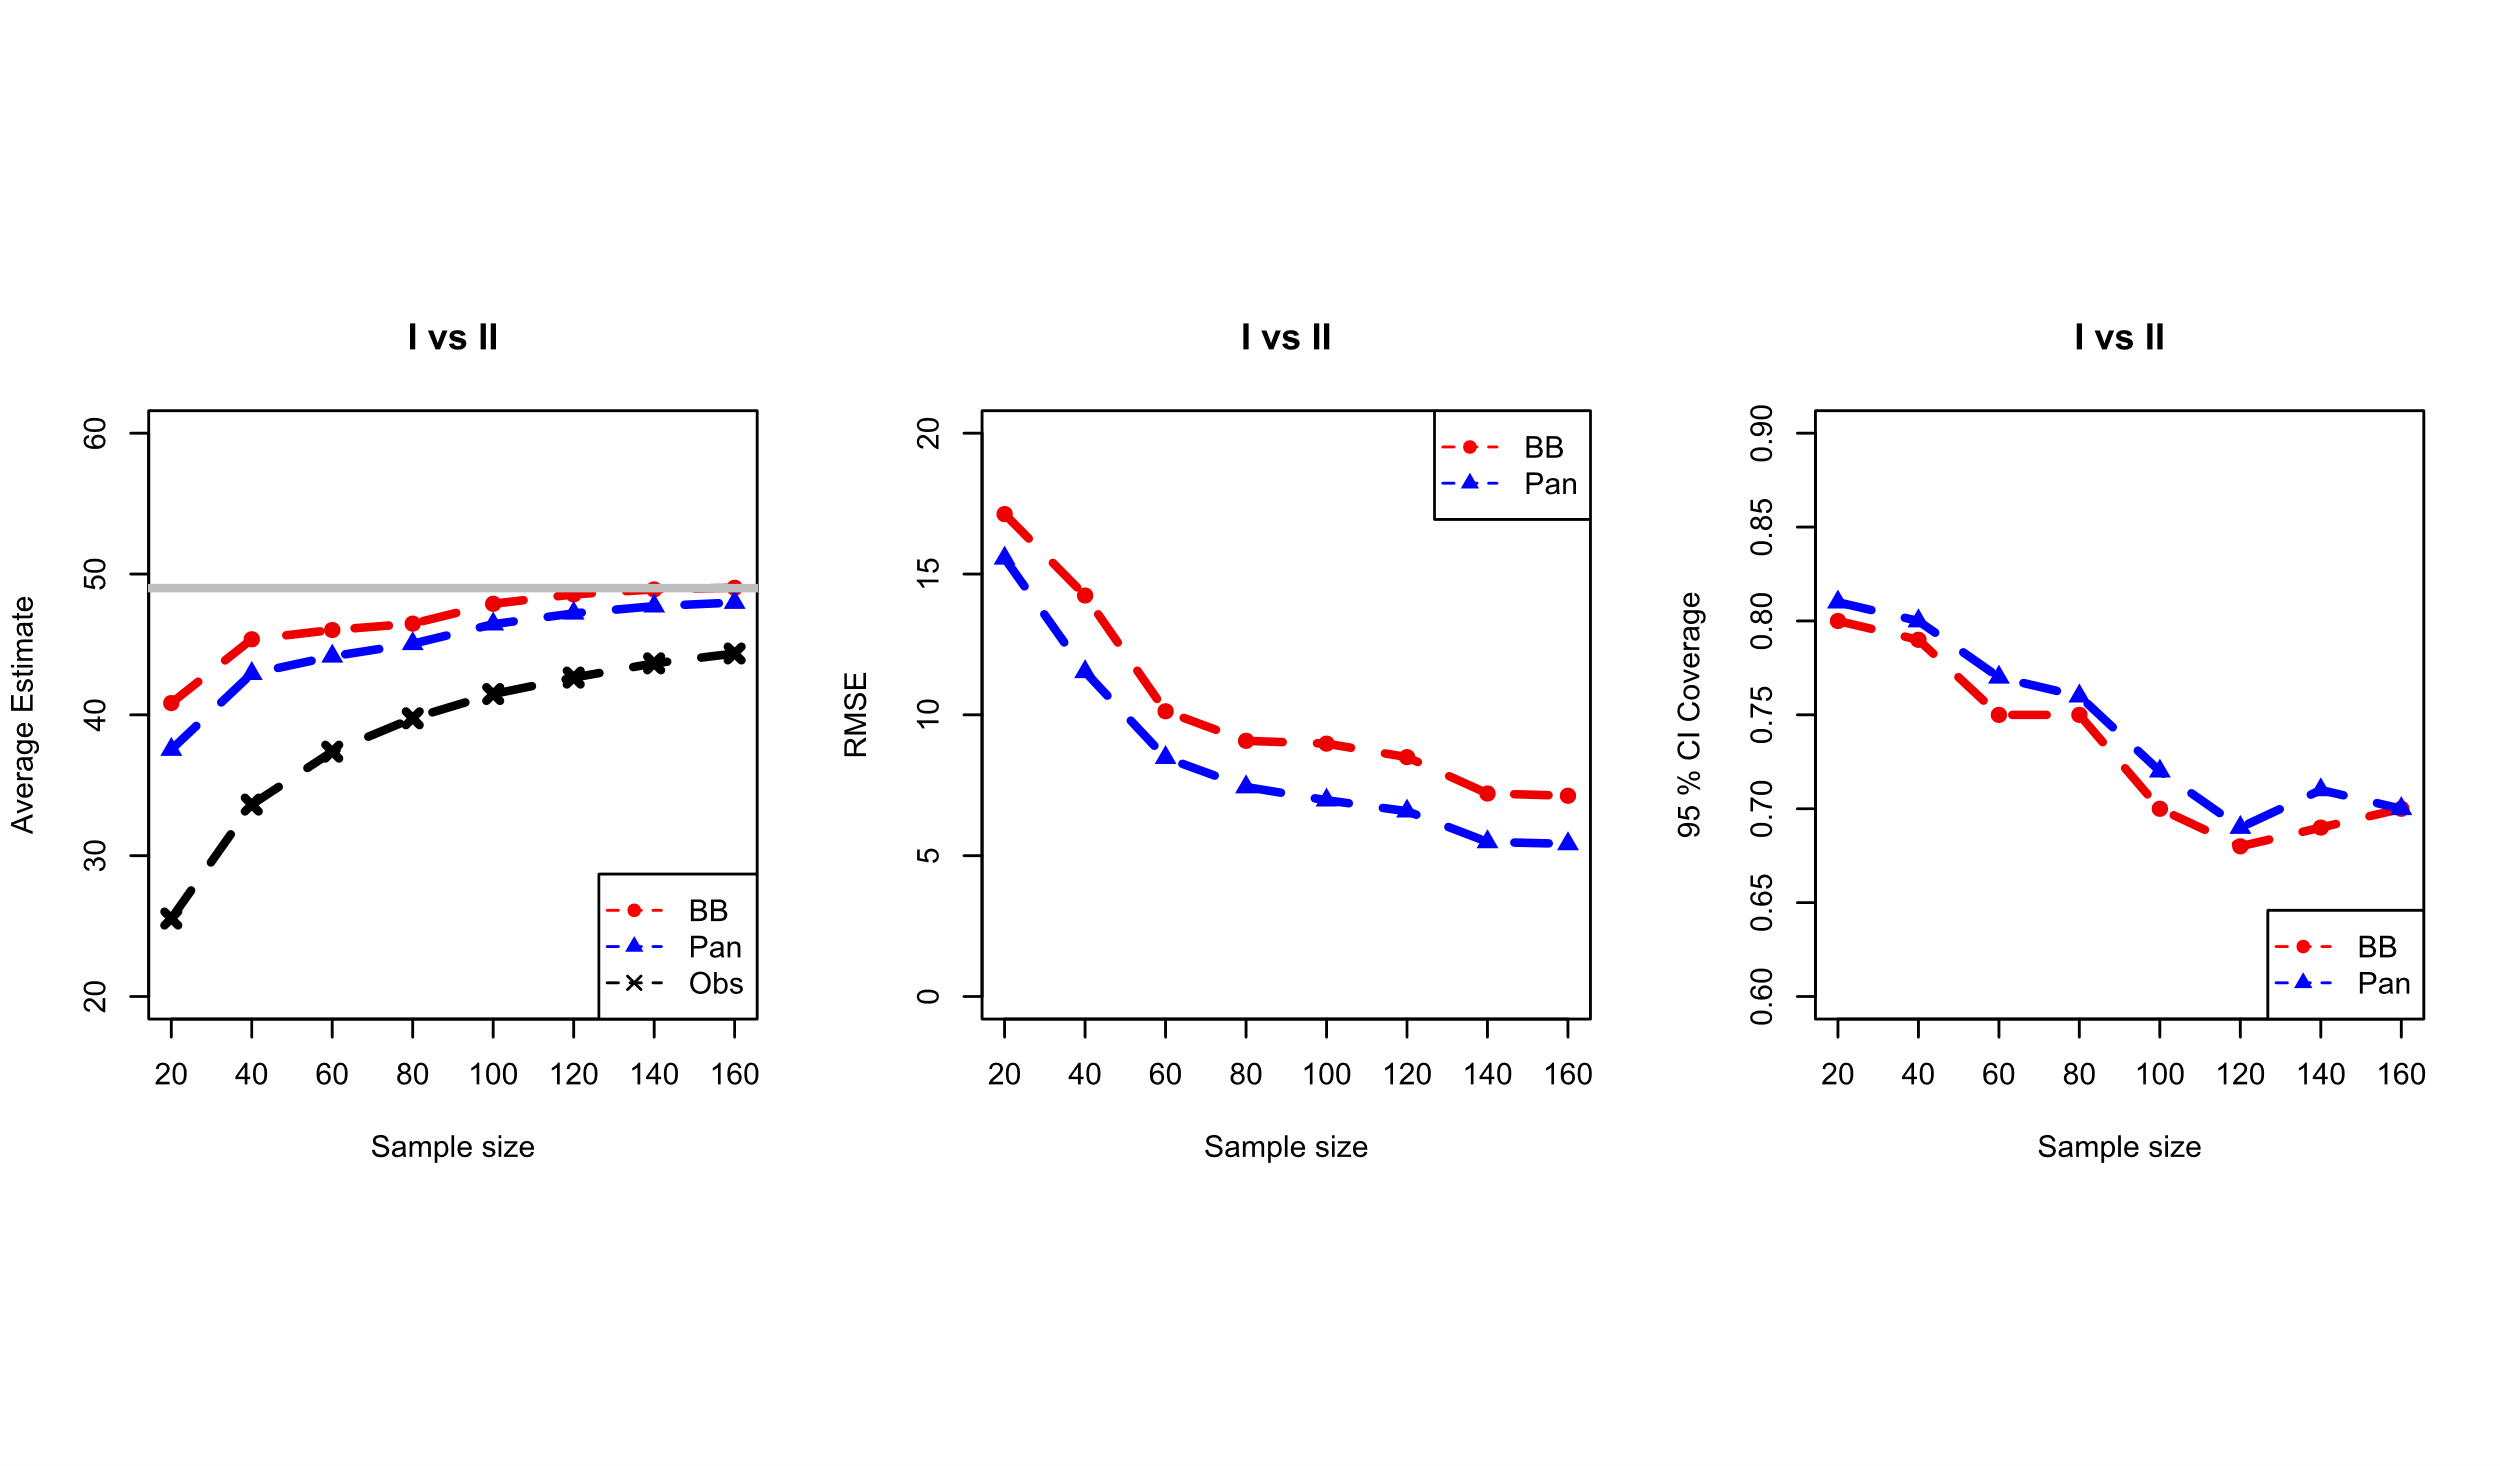 I vs II
Average Estimate
60
50
40
30
20
20 40 60 80 100 120 140 160
Sample size
BB
Pan
Obs
I vs II
RMSE
20
15
10
5
0
20 40 60 80 100 120 140 160
Sample size
BB
Pan
I vs II
95 % CI Coverage
0.90
0.85
0.80
0.75
0.70
0.65
0.60
20 40 60 80 100 120 140 160
Sample size
BB
Pan